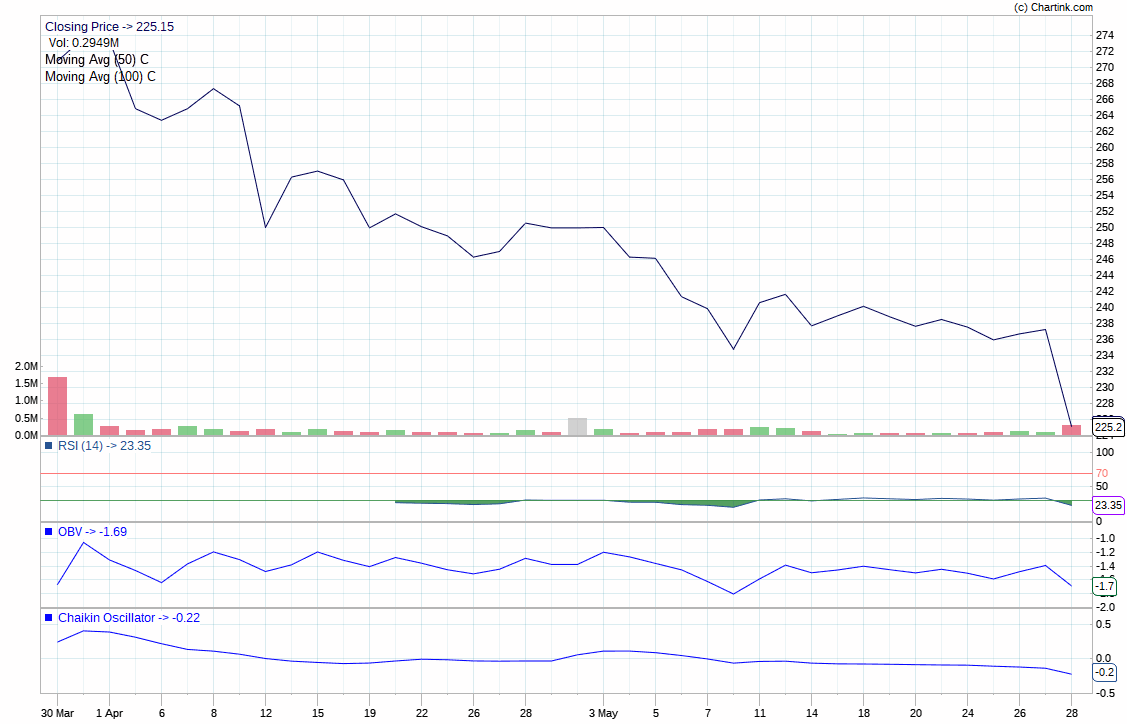 (c) Chartink.com
Closing Price -> 225.15
Vol: 0.2949M
Moving Avg (50) C
Moving Avg (100) C
274
272
270
268
266
264
262
260
258
256
254
252
250
248
246
244
242
240
238
236
234
232
230
228
225.2
2.0M
1.5M
1.0M
0.5M
0.0M
RSI (14) -> 23.35
100
70
50
23.35
0
OBV -> -1.69
-1.0
-1.2
-1.4
-1.7
-2.0
Chaikin Oscillator -> -0.22
0.5
0.0
-0.2
-0.5
30 Mar 1 Apr 6 8 12 15 19 22 26 28 3 May 5 7 11 14 18 20 24 26 28